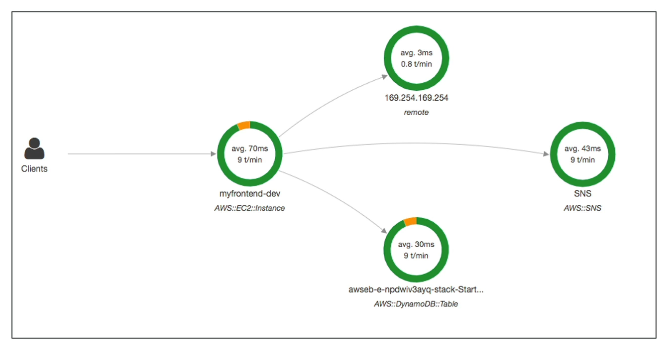 avg. 3ms
0.8 t/min
169.254.169.254
remote
Clients
avg. 70ms
9 t/min
myfrontend-dev
AWS::EC2::Instance
avg. 43ms
9 t/min
SNS
AWS::SNS
avg. 30ms
9 t/min
awseb-e-npdwiv3ayq-stack-Start...
AWS::DynamoDB::Table